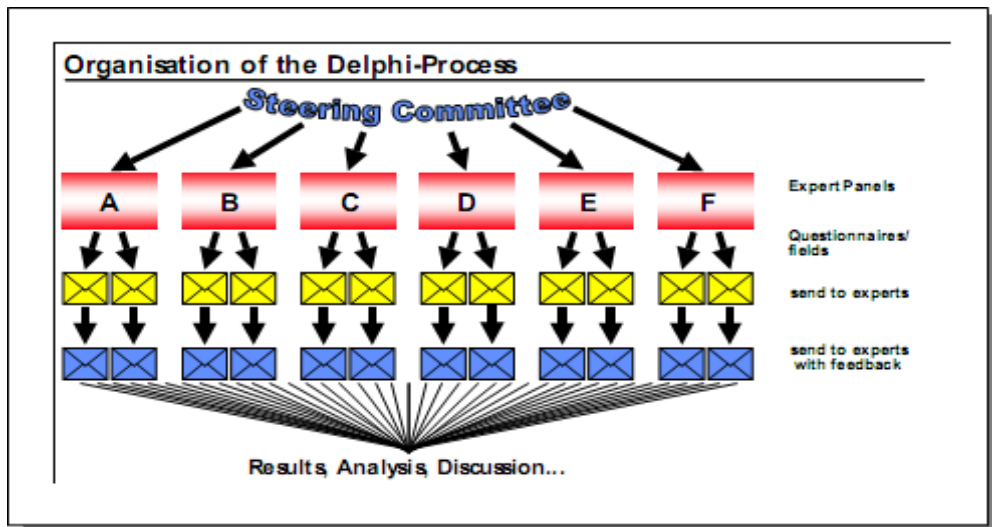 Organisation of the Delphi-Process
Steering Committee
A B C D E F
Expert Panels
Questionnaires/
fields
send to experts
send to experts
with feedback
Results, Analysis, Discussion...